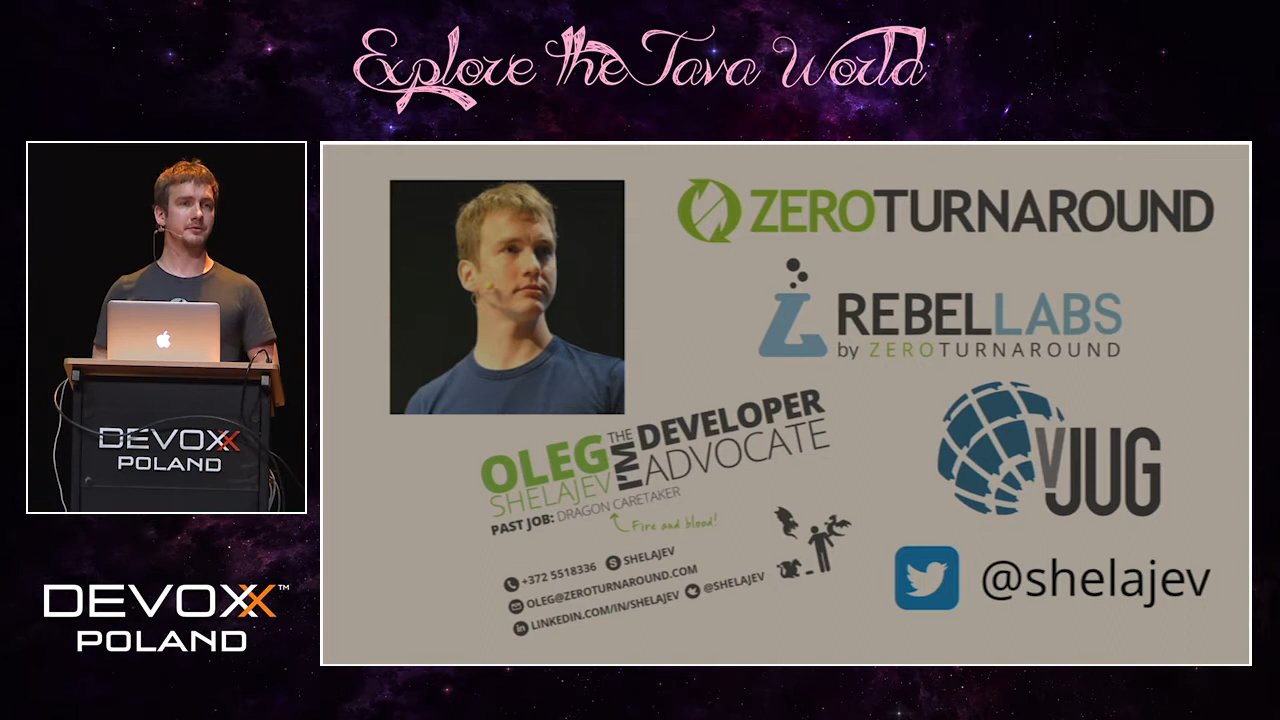 Explore the Java World
DEVOXX
POLAND
DEVOXX™
POLAND
ZEROTURNAROUND
REBELLABS
by ZEROTURNAROUND
OLEG
SHELAJEV
THE
I'M
DEVELOPER
ADVOCATE
PAST JOB: DRAGON CARETAKER
Fire and blood!
+372 5518336 SHELAJEV
OLEG@ZEROTURNAROUND.COM
LINKEDIN.COM/IN/SHELAJEV @SHELAJEV
vJUG
@shelajev